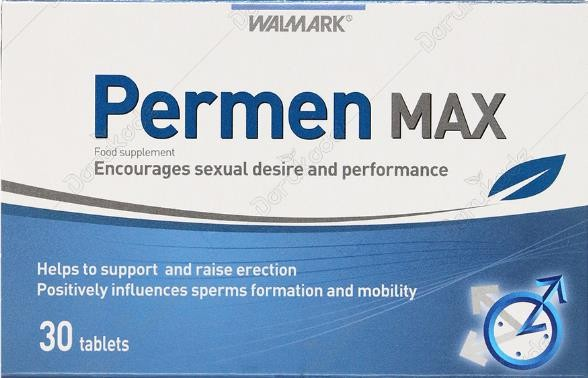 WALMARK®
Permen MAX
Food supplement
Encourages sexual desire and performance
Helps to support and raise erection
Positively influences sperms formation and mobility
30 tablets